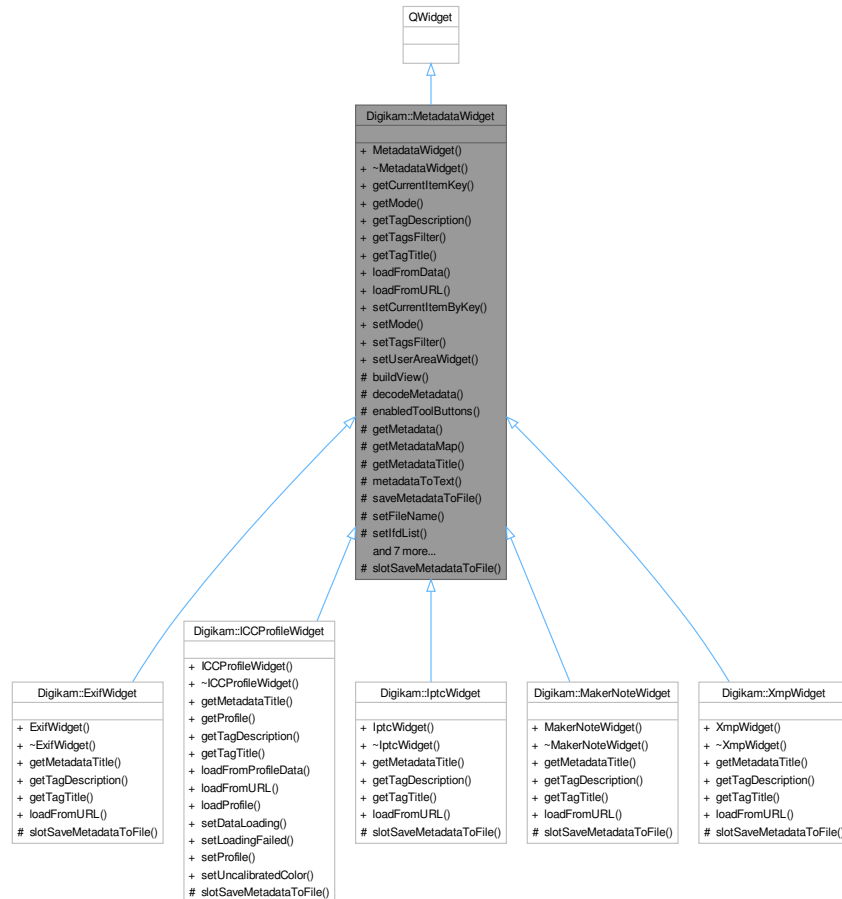 QWidget
Digikam::MetadataWidget
+ MetadataWidget()
+ ~MetadataWidget()
+ getCurrentItemKey()
+ getMode()
+ getTagDescription()
+ getTagsFilter()
+ getTagTitle()
+ loadFromData()
+ loadFromURL()
+ setCurrentItemByKey()
+ setMode()
+ setTagsFilter()
+ setUserAreaWidget()
# buildView()
# decodeMetadata()
# enabledToolButtons()
# getMetadata()
# getMetadataMap()
# getMetadataTitle()
# metadataToText()
# saveMetadataToFile()
# setFileName()
# setIfdList()
and 7 more...
# slotSaveMetadataToFile()
Digikam::ExifWidget
+ ExifWidget()
+ ~ExifWidget()
+ getMetadataTitle()
+ getTagDescription()
+ getTagTitle()
+ loadFromURL()
# slotSaveMetadataToFile()
Digikam::ICCProfileWidget
+ ICCProfileWidget()
+ ~ICCProfileWidget()
+ getMetadataTitle()
+ getProfile()
+ getTagDescription()
+ getTagTitle()
+ loadFromProfileData()
+ loadFromURL()
+ loadProfile()
+ setDataLoading()
+ setLoadingFailed()
+ setProfile()
+ setUncalibratedColor()
# slotSaveMetadataToFile()
Digikam::IptcWidget
+ IptcWidget()
+ ~IptcWidget()
+ getMetadataTitle()
+ getTagDescription()
+ getTagTitle()
+ loadFromURL()
# slotSaveMetadataToFile()
Digikam::MakerNoteWidget
+ MakerNoteWidget()
+ ~MakerNoteWidget()
+ getMetadataTitle()
+ getTagDescription()
+ getTagTitle()
+ loadFromURL()
# slotSaveMetadataToFile()
Digikam::XmpWidget
+ XmpWidget()
+ ~XmpWidget()
+ getMetadataTitle()
+ getTagDescription()
+ getTagTitle()
+ loadFromURL()
# slotSaveMetadataToFile()